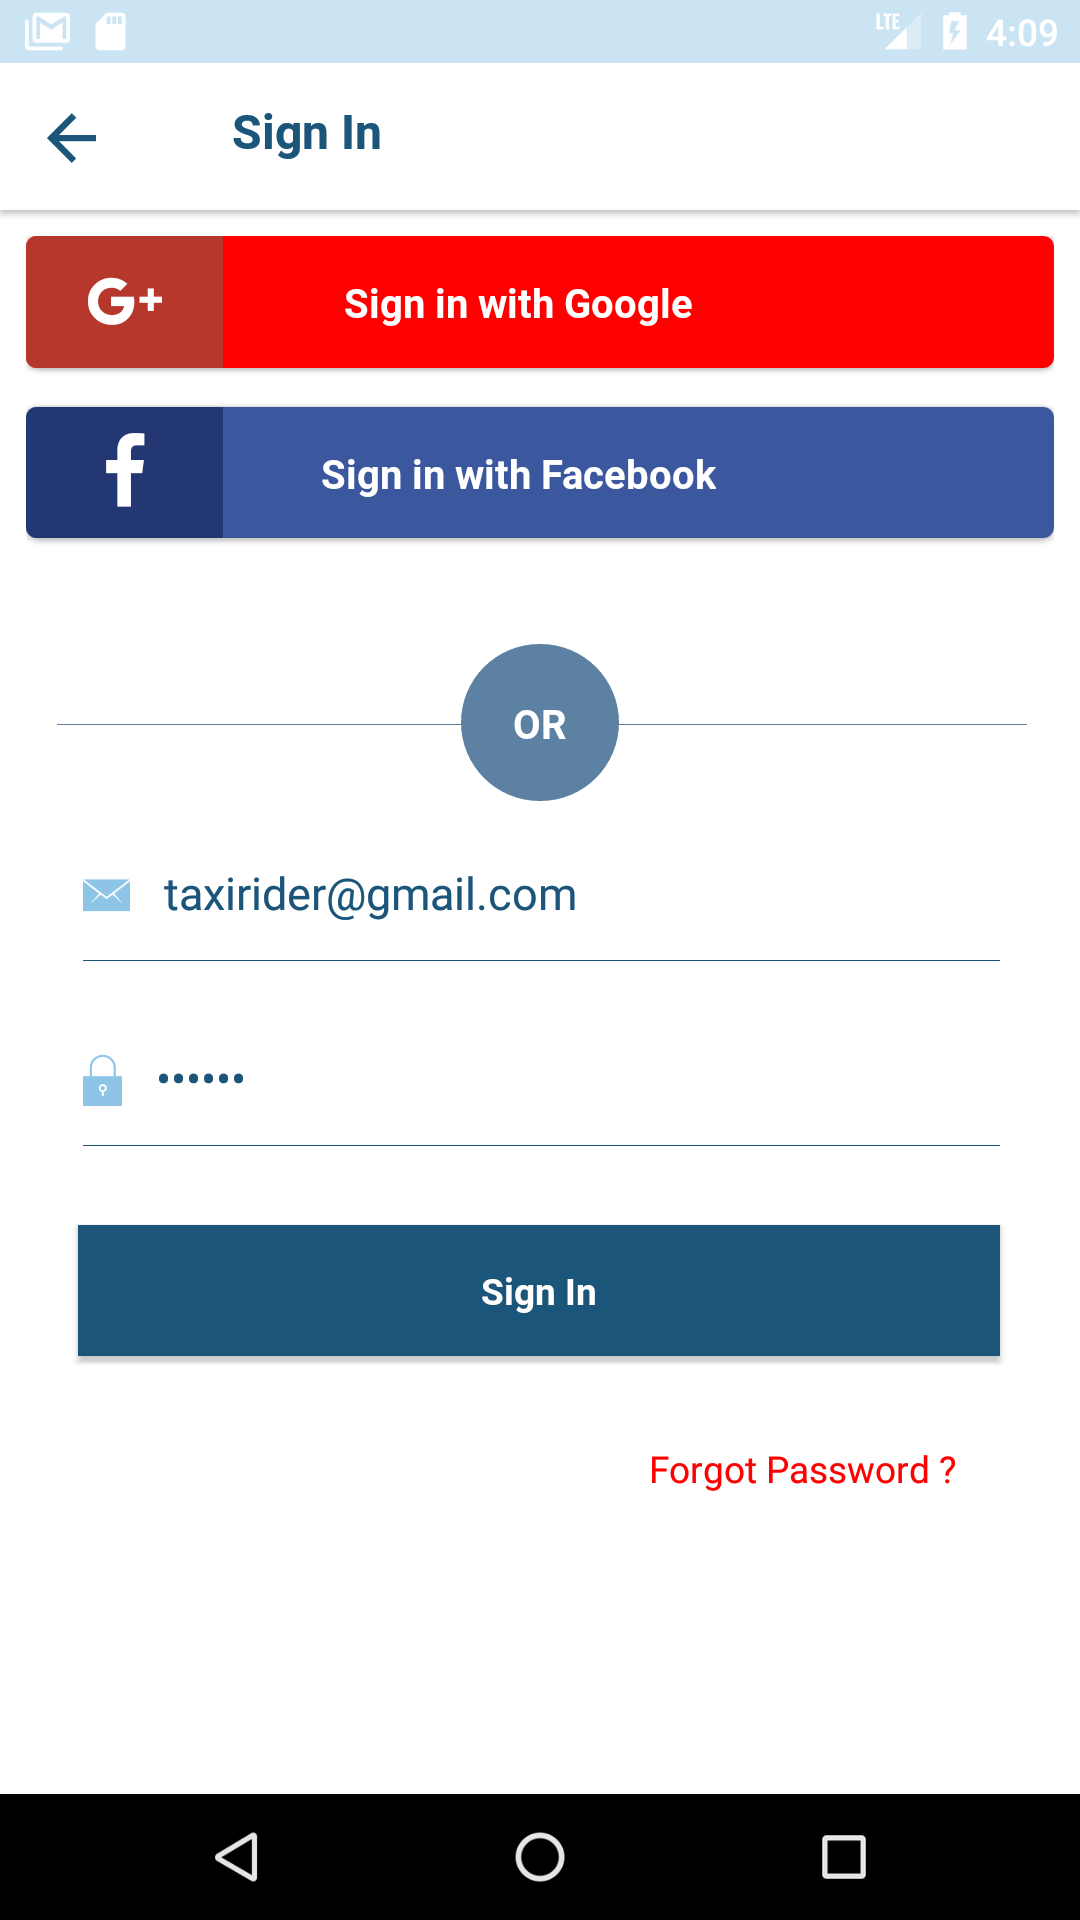 LTE 4:09
Sign In
G+ Sign in with Google
f Sign in with Facebook
OR
taxirider@gmail.com
••••••
Sign In
Forgot Password ?